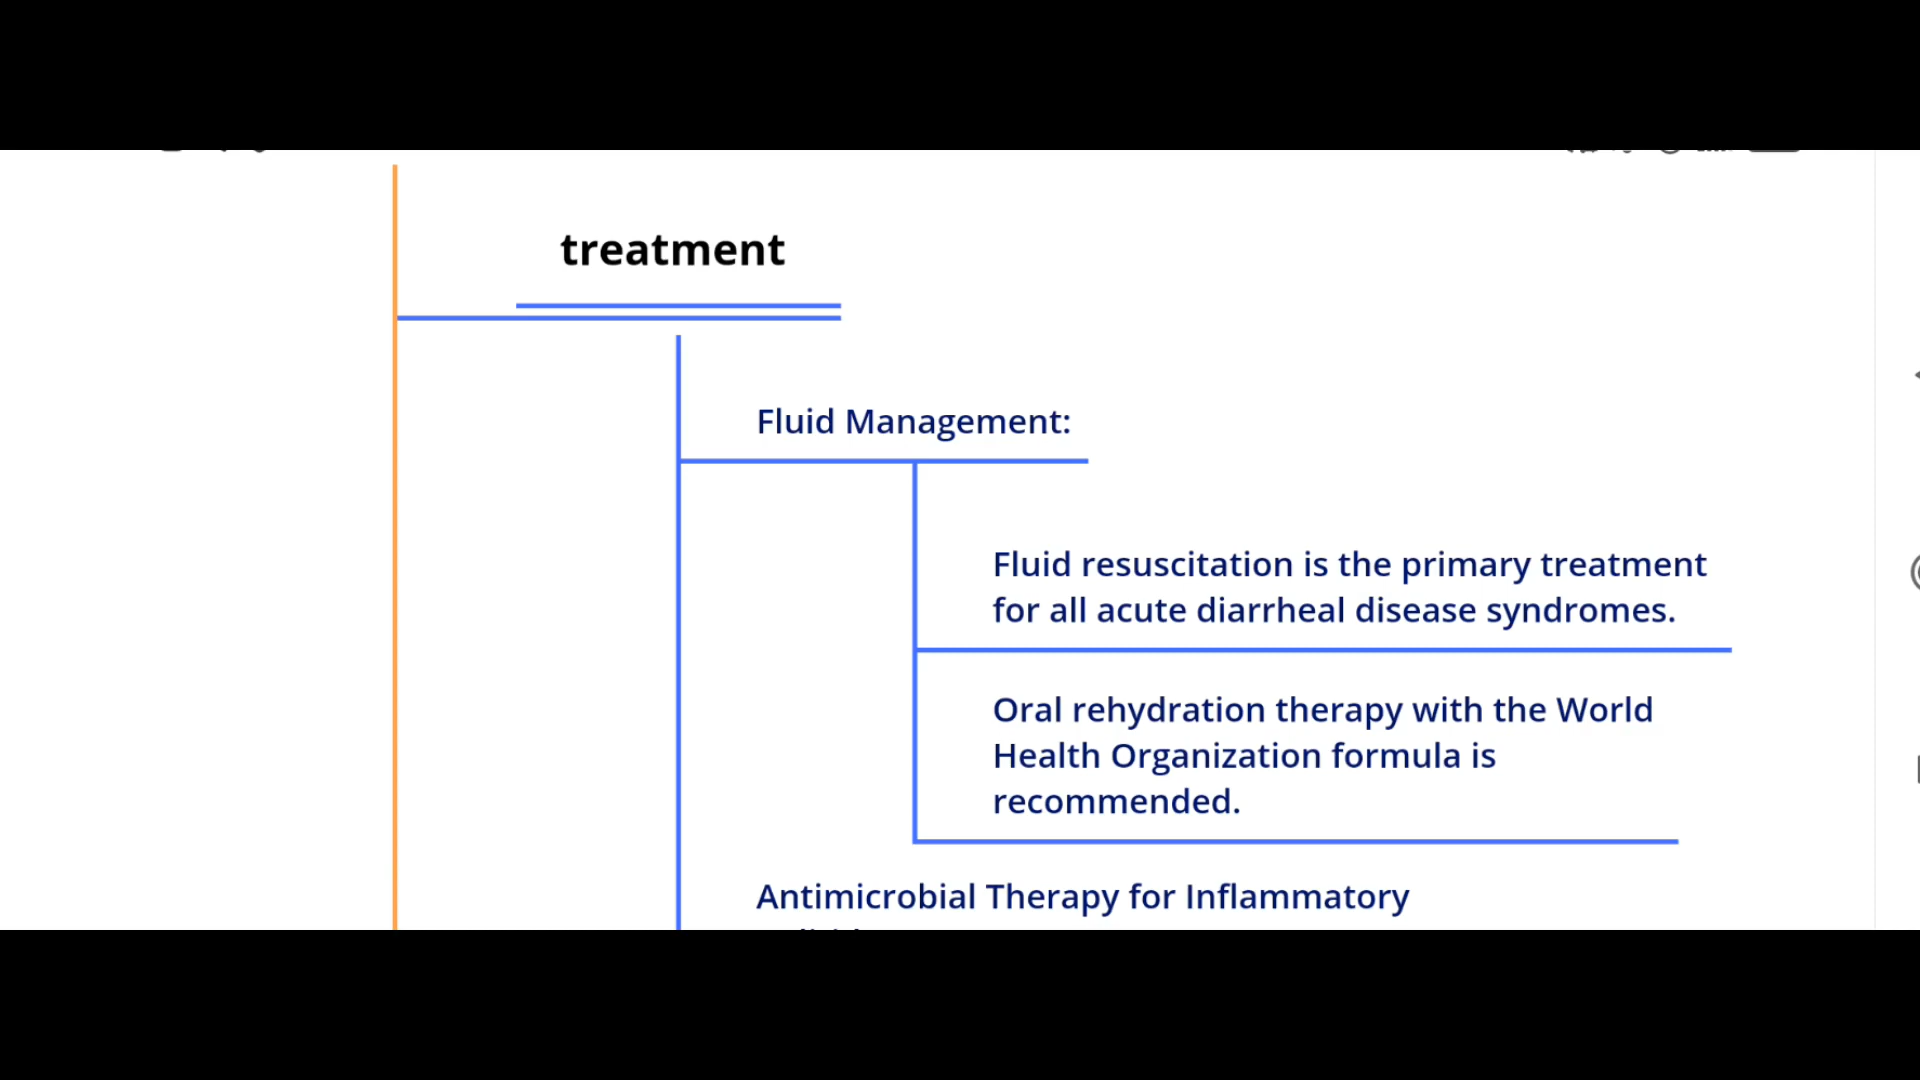 treatment
Fluid Management:
Fluid resuscitation is the primary treatment
for all acute diarrheal disease syndromes.
Oral rehydration therapy with the World
Health Organization formula is
recommended.
Antimicrobial Therapy for Inflammatory